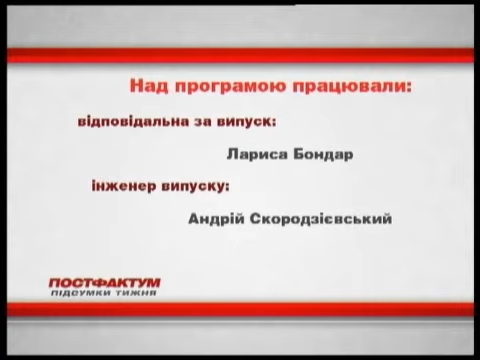 Над програмою працювали:
відповідальна за випуск:
Лариса Бондар
інженер випуску:
Андрій Скородзієвський
ПОСТФАКТУМ
ПІДСУМКИ ТИЖНЯ